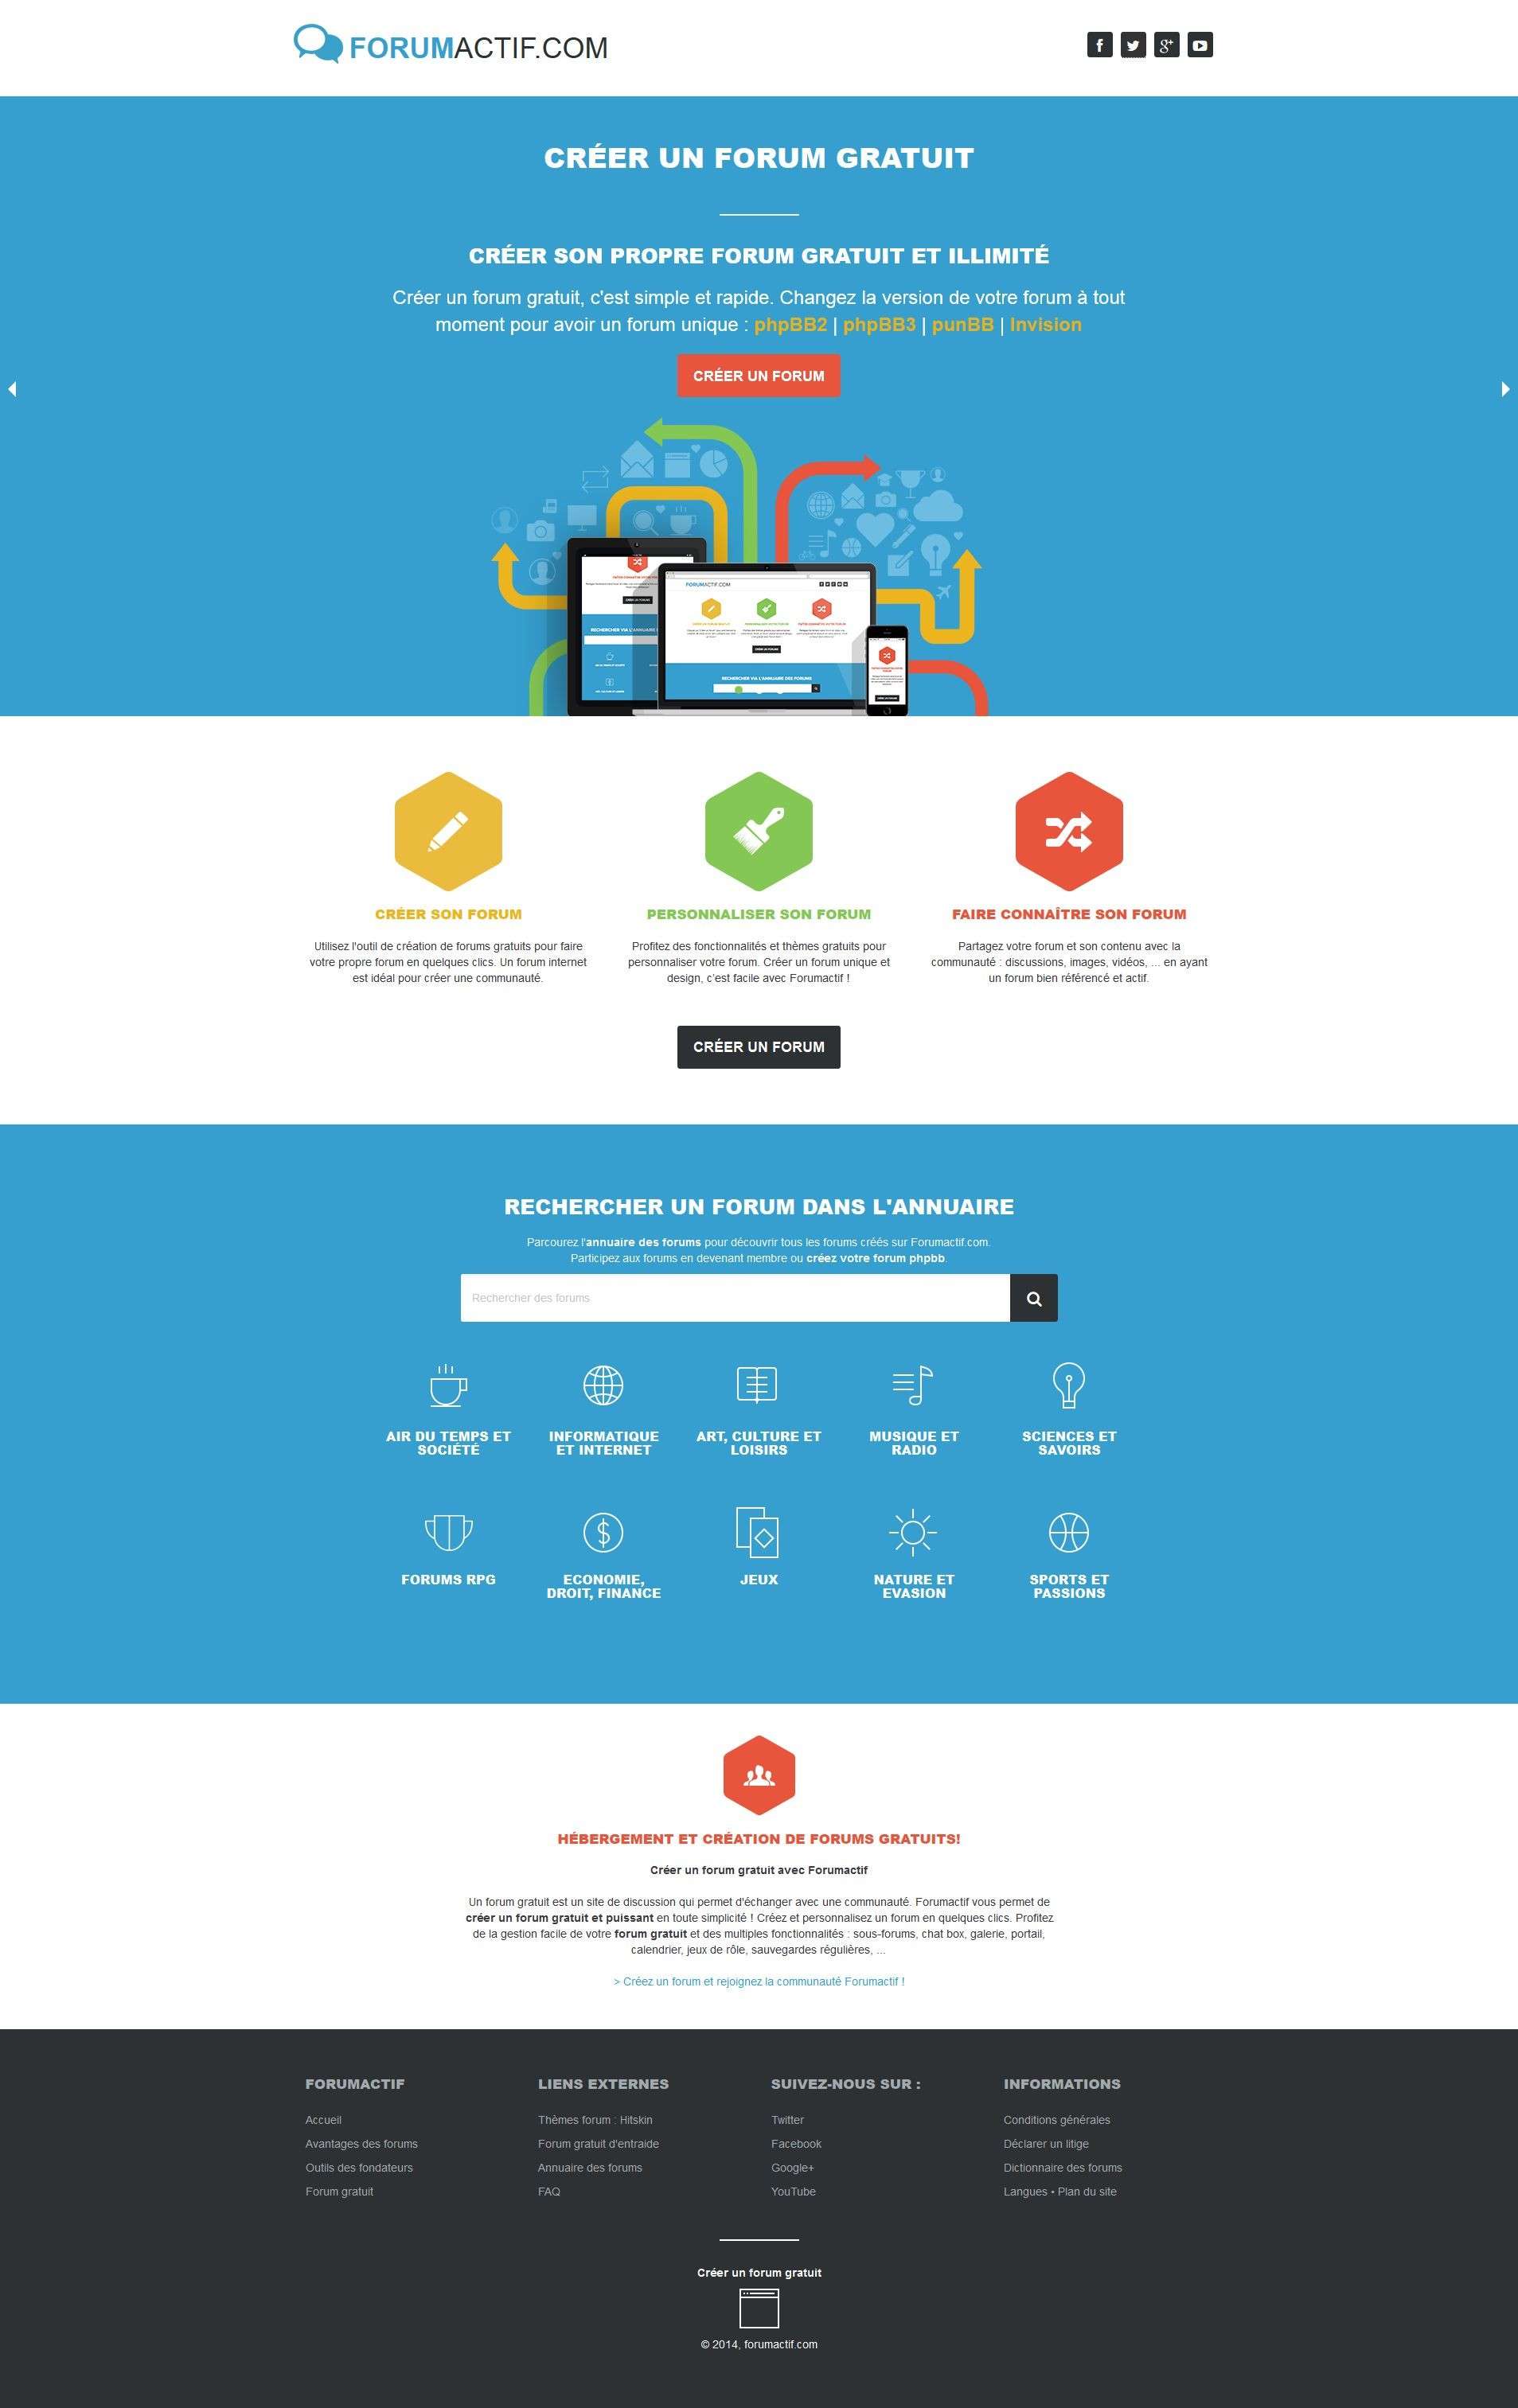 FORUMACTIF.COM
CRÉER UN FORUM GRATUIT
CRÉER SON PROPRE FORUM GRATUIT ET ILLIMITÉ
Créer un forum gratuit, c'est simple et rapide. Changez la version de votre forum à tout
moment pour avoir un forum unique : phpBB2 | phpBB3 | punBB | Invision
CRÉER UN FORUM
FORUMACTIF.COM
CRÉER UN FORUM
RECHERCHER VIA L'ANNUAIRE DES FORUMS
CRÉER SON FORUM
Utilisez l'outil de création de forums gratuits pour faire
votre propre forum en quelques clics. Un forum internet
est idéal pour créer une communauté.
PERSONNALISER SON FORUM
Profitez des fonctionnalités et thèmes gratuits pour
personnaliser votre forum. Créer un forum unique et
design, c'est facile avec Forumactif !
FAIRE CONNAÎTRE SON FORUM
Partagez votre forum et son contenu avec la
communauté : discussions, images, vidéos, ... en ayant
un forum bien référencé et actif.
CRÉER UN FORUM
RECHERCHER UN FORUM DANS L'ANNUAIRE
Parcourez l'annuaire des forums pour découvrir tous les forums créés sur Forumactif.com.
Participez aux forums en devenant membre ou créez votre forum phpbb.
Rechercher des forums
AIR DU TEMPS ET
SOCIÉTÉ
INFORMATIQUE
ET INTERNET
ART, CULTURE ET
LOISIRS
MUSIQUE ET
RADIO
SCIENCES ET
SAVOIRS
FORUMS RPG
ECONOMIE,
DROIT, FINANCE
JEUX
NATURE ET
EVASION
SPORTS ET
PASSIONS
HÉBERGEMENT ET CRÉATION DE FORUMS GRATUITS!
Créer un forum gratuit avec Forumactif
Un forum gratuit est un site de discussion qui permet d'échanger avec une communauté. Forumactif vous permet de
créer un forum gratuit et puissant en toute simplicité ! Créez et personnalisez un forum en quelques clics. Profitez
de la gestion facile de votre forum gratuit et des multiples fonctionnalités : sous-forums, chat box, galerie, portail,
calendrier, jeux de rôle, sauvegardes régulières, ...
> Créez un forum et rejoignez la communauté Forumactif !
FORUMACTIF
Accueil
Avantages des forums
Outils des fondateurs
Forum gratuit
LIENS EXTERNES
Thèmes forum : Hitskin
Forum gratuit d'entraide
Annuaire des forums
FAQ
SUIVEZ-NOUS SUR :
Twitter
Facebook
Google+
YouTube
INFORMATIONS
Conditions générales
Déclarer un litige
Dictionnaire des forums
Langues • Plan du site
Créer un forum gratuit
© 2014, forumactif.com